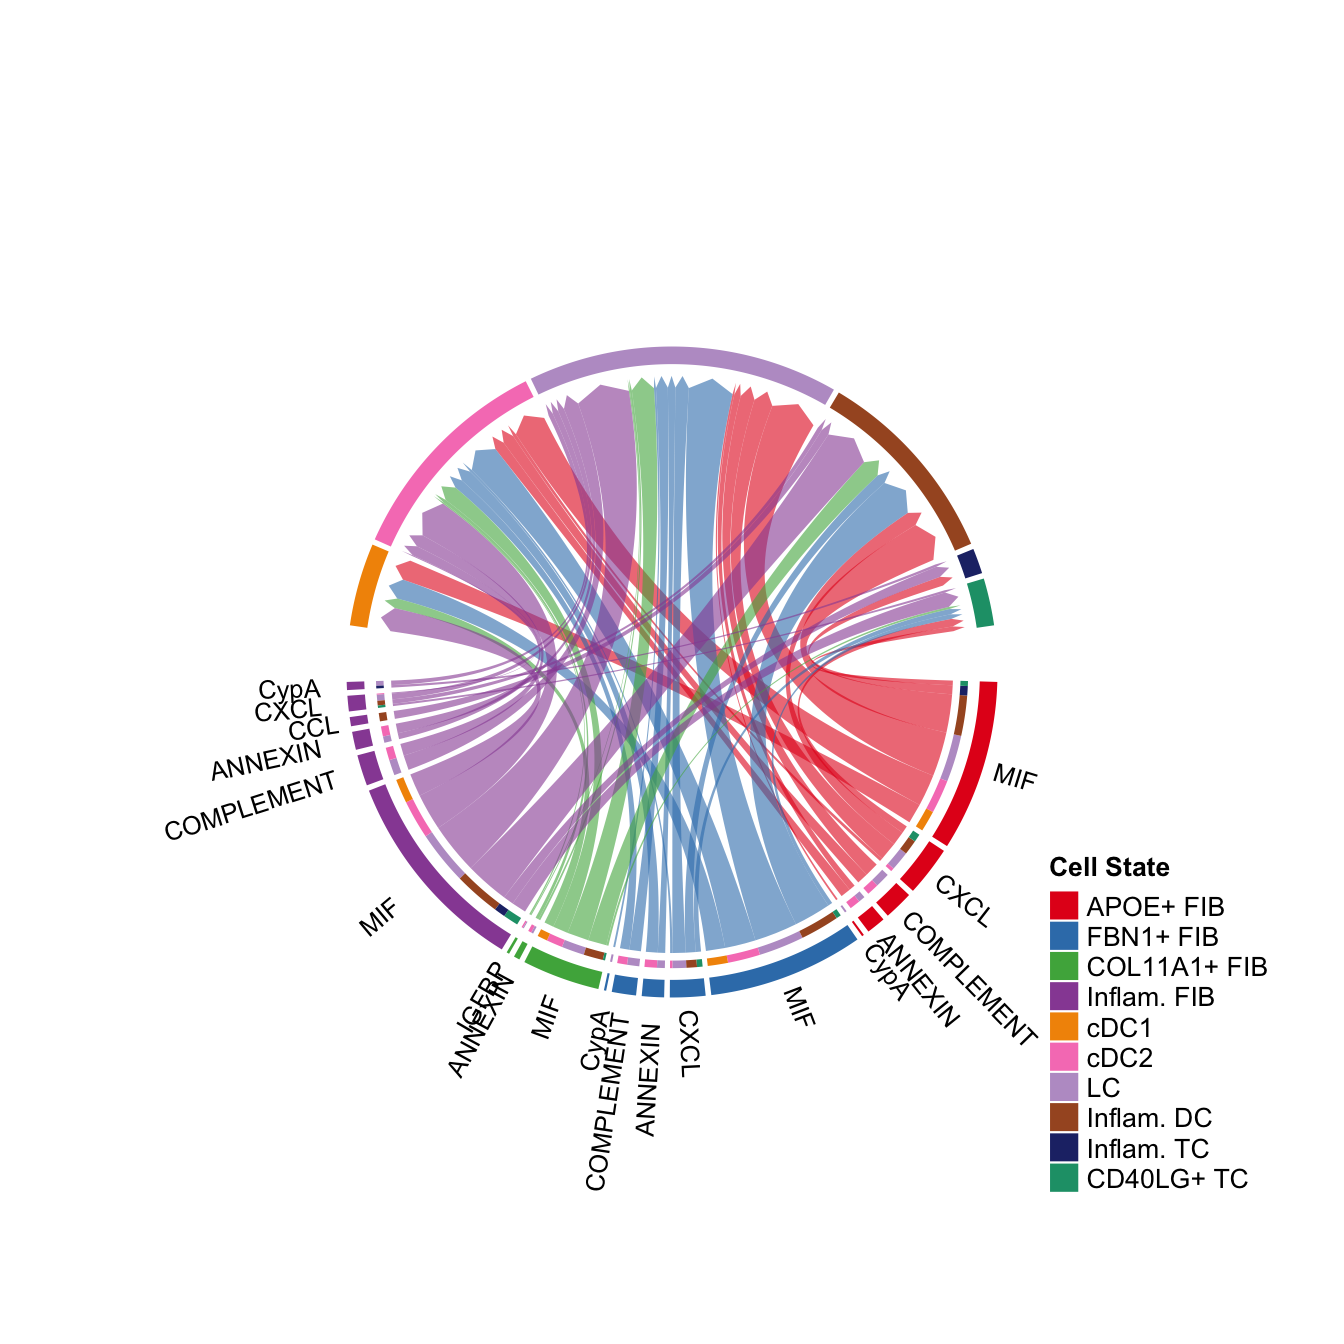 CypA
CXCL
CCL
ANNEXIN
COMPLEMENT
MIF
IGFBP
ANNEXIN
MIF
CypA
COMPLEMENT
ANNEXIN
CXCL
MIF
CypA
ANNEXIN
COMPLEMENT
CXCL
MIF
Cell State
APOE+ FIB
FBN1+ FIB
COL11A1+ FIB
Inflam. FIB
cDC1
cDC2
LC
Inflam. DC
Inflam. TC
CD40LG+ TC